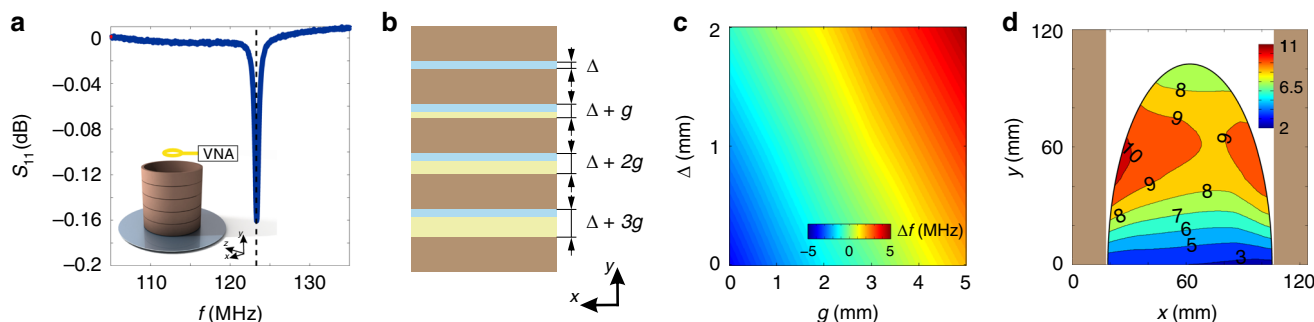 a
0
−0.04
−0.08
−0.12
−0.16
−0.2
S11 (dB)
110
120
130
f (MHz)
VNA
y
z
x
b
Δ
Δ + g
Δ + 2g
Δ + 3g
y
x
c
2
1
0
Δ (mm)
0
1
2
3
4
5
g (mm)
Δf (MHz)
−5
0
5
d
120
80
40
0
y (mm)
0
60
120
x (mm)
11
6.5
2
8
9
9
10
9
8
8
7
6
5
3